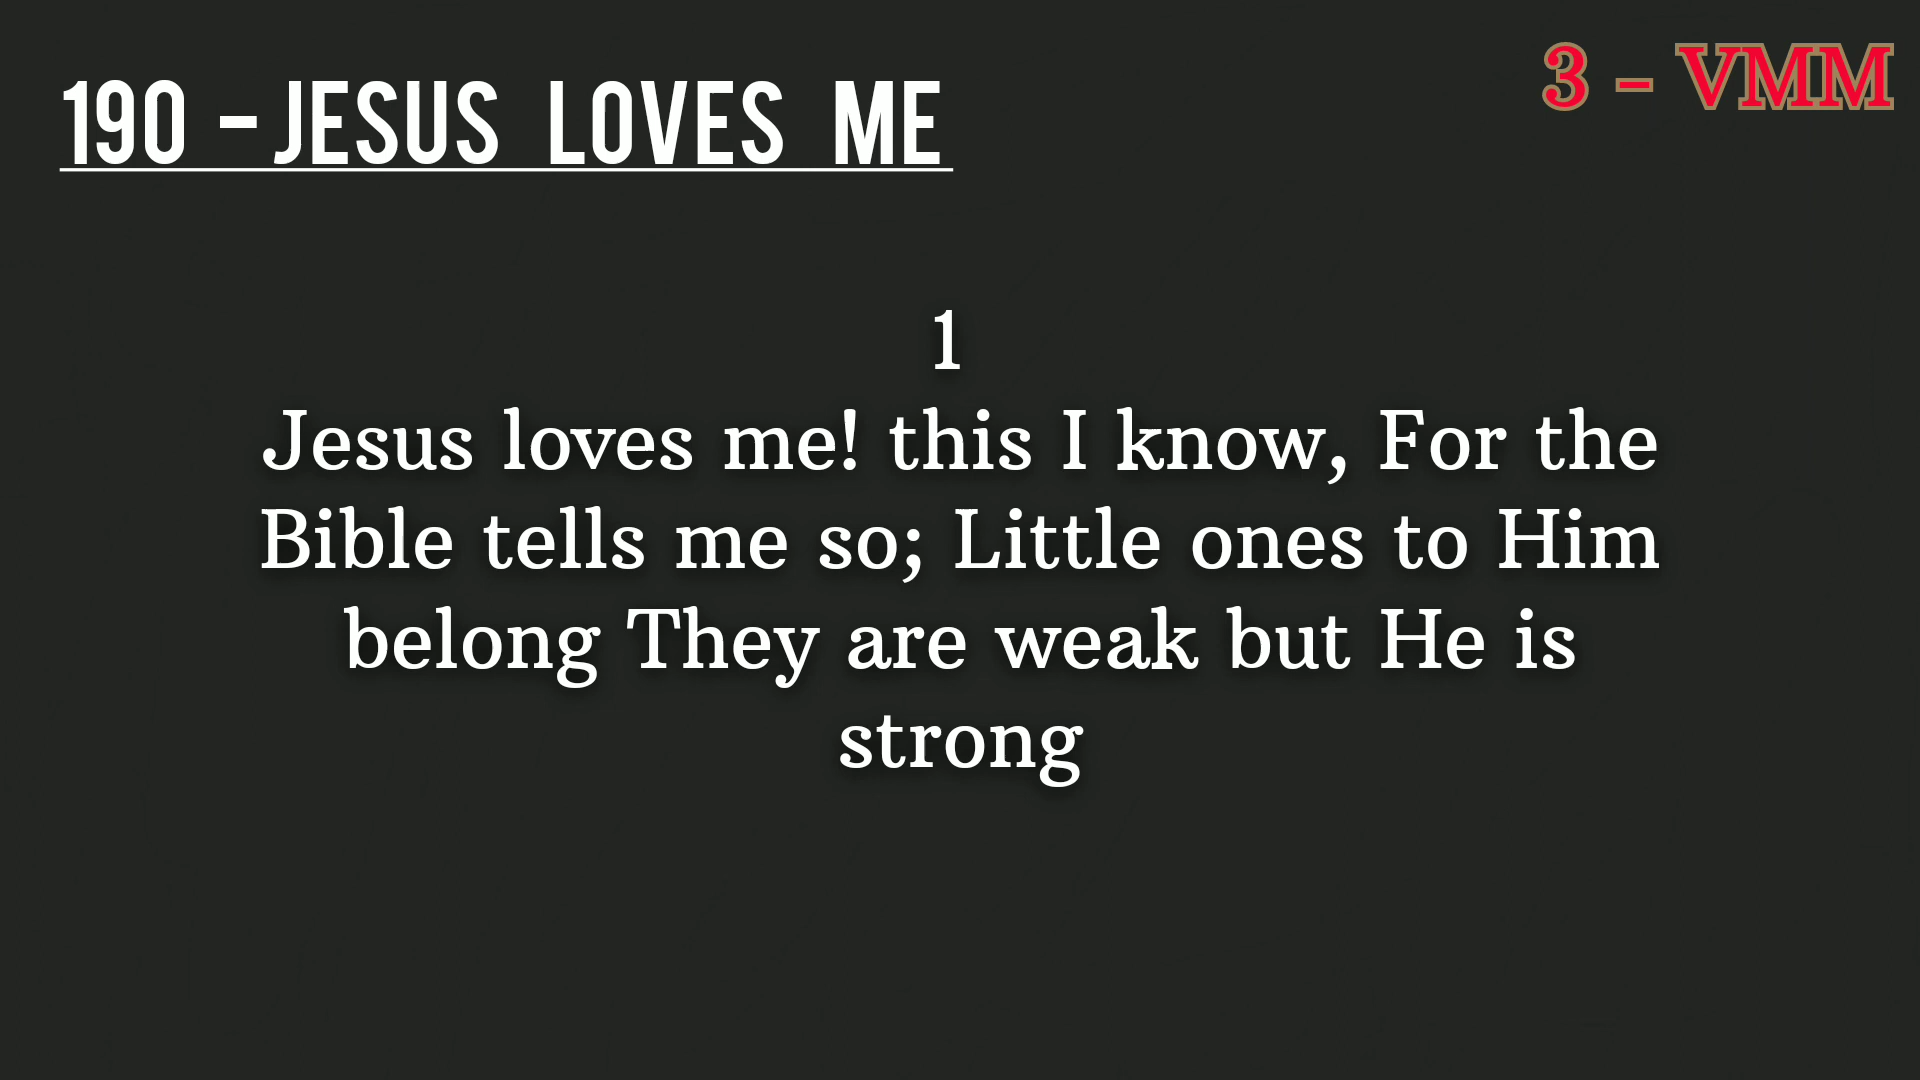 190 - JESUS LOVES ME
3 - VMM
1
Jesus loves me! this I know, For the
Bible tells me so; Little ones to Him
belong They are weak but He is
strong